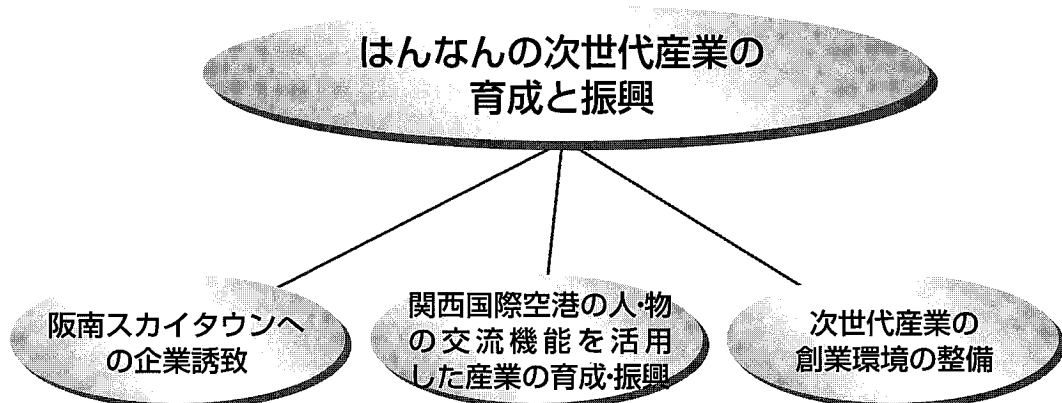 はんなんの次世代産業の
育成と振興
阪南スカイタウンへ
の企業誘致
関西国際空港の人・物
の交流機能を活用
した産業の育成・振興
次世代産業の
創業環境の整備